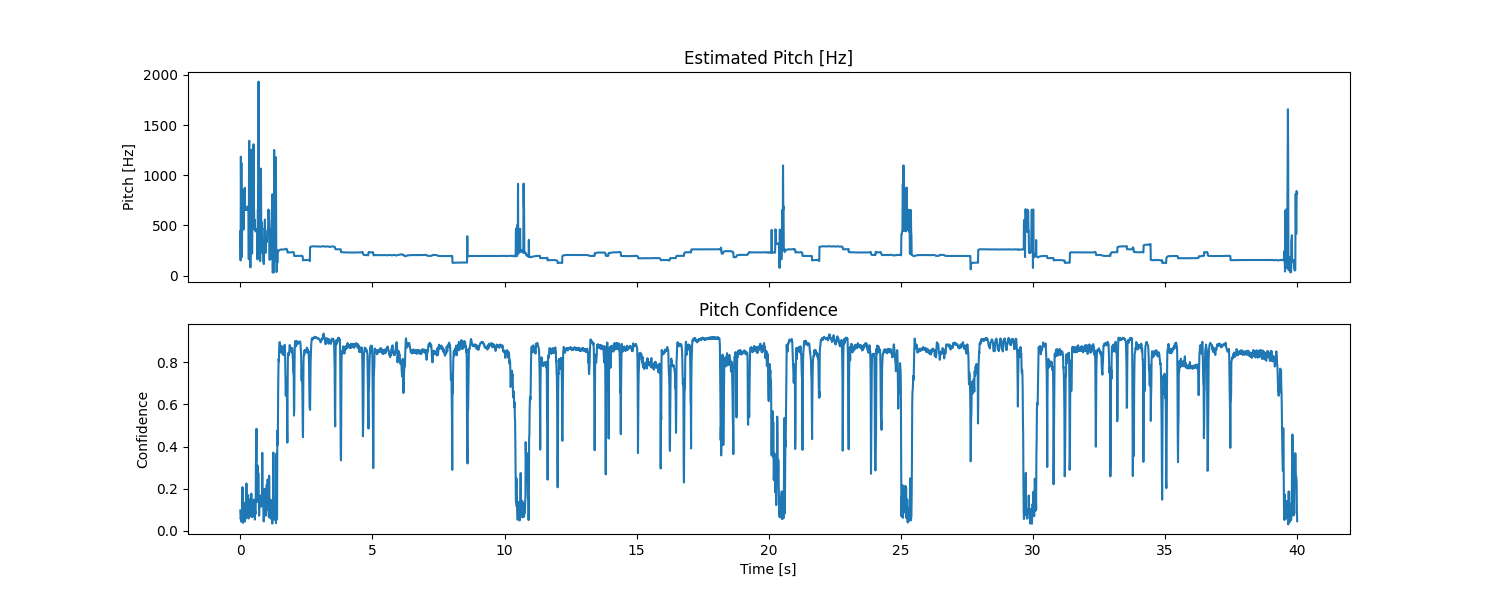 Estimated Pitch [Hz]
2000
1500
1000
500
0
Pitch [Hz]
Pitch Confidence
0.8
0.6
0.4
0.2
0.0
Confidence
0 5 10 15 20 25 30 35 40
Time [s]